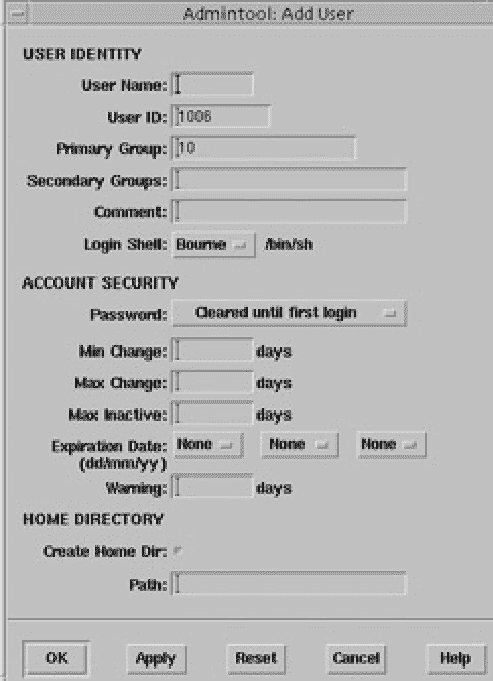 Admintool: Add User
USER IDENTITY
User Name:
User ID: 1006
Primary Group: 10
Secondary Groups:
Comment:
Login Shell: Bourne /bin/sh
ACCOUNT SECURITY
Password: Cleared until first login
Min Change: days
Max Change: days
Max Inactive: days
Expiration Date: None None None
(dd/mm/yy)
Warning: days
HOME DIRECTORY
Create Home Dir:
Path:
OK Apply Reset Cancel Help